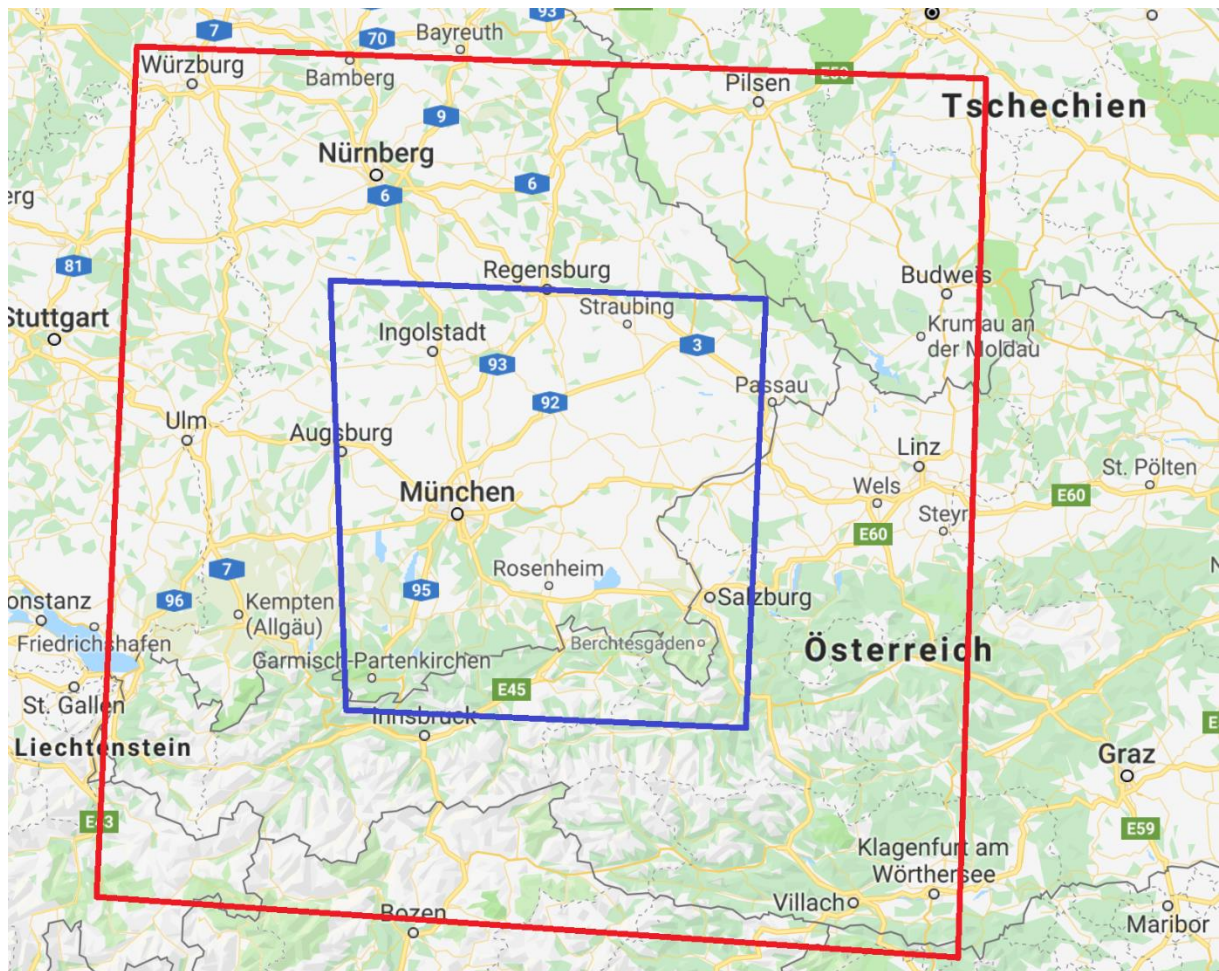 7
70
Bayreuth
93
Würzburg
Bamberg
Pilsen
E50
Tschechien
9
Nürnberg
6
6
erg
81
Regensburg
Budweis
Straubing
Stuttgart
Ingolstadt
Krumau an
der Moldau
3
93
Passau
92
Ulm
Augsburg
Linz
St. Pölten
München
Wels
E60
Steyr
E60
7
Rosenheim
95
96
onstanz
Kempten
(Allgäu)
Salzburg
Friedrichshafen
Berchtesgaden
Österreich
Garmisch-Partenkirchen
E45
St. Gallen
Innsbruck
Liechtenstein
Graz
E43
E59
Klagenfurt am
Wörthersee
Villach
Bozen
Maribor